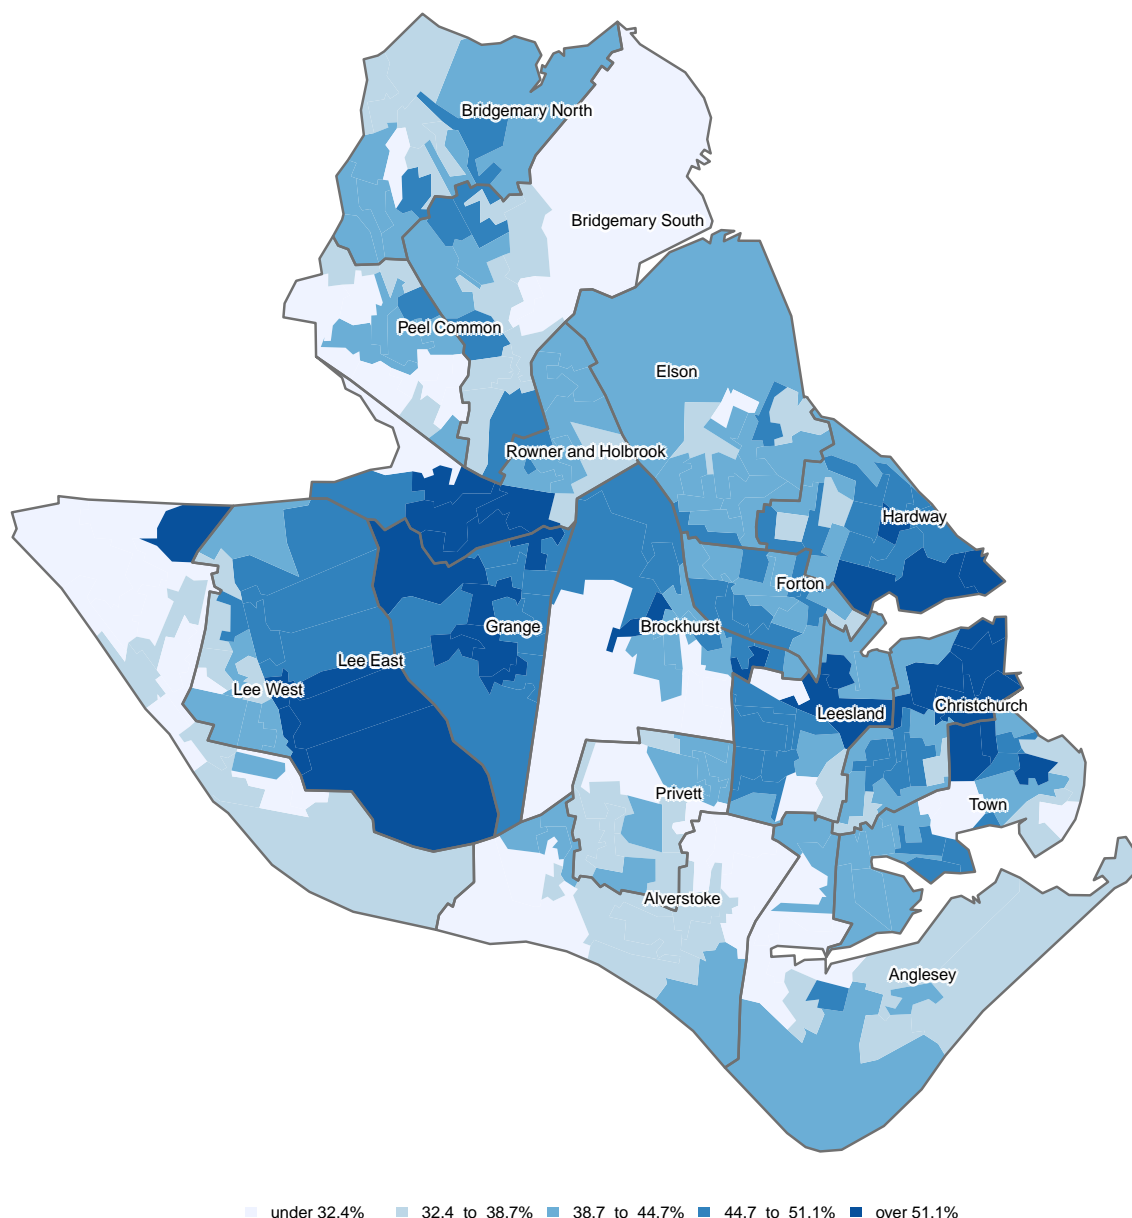 Bridgemary North
Bridgemary South
Peel Common
Elson
Rowner and Holbrook
Hardway
Forton
Grange
Brockhurst
Lee East
Lee West
Christchurch
Leesland
Privett
Town
Alverstoke
Anglesey
under 32.4% 32.4 to 38.7% 38.7 to 44.7% 44.7 to 51.1% over 51.1%